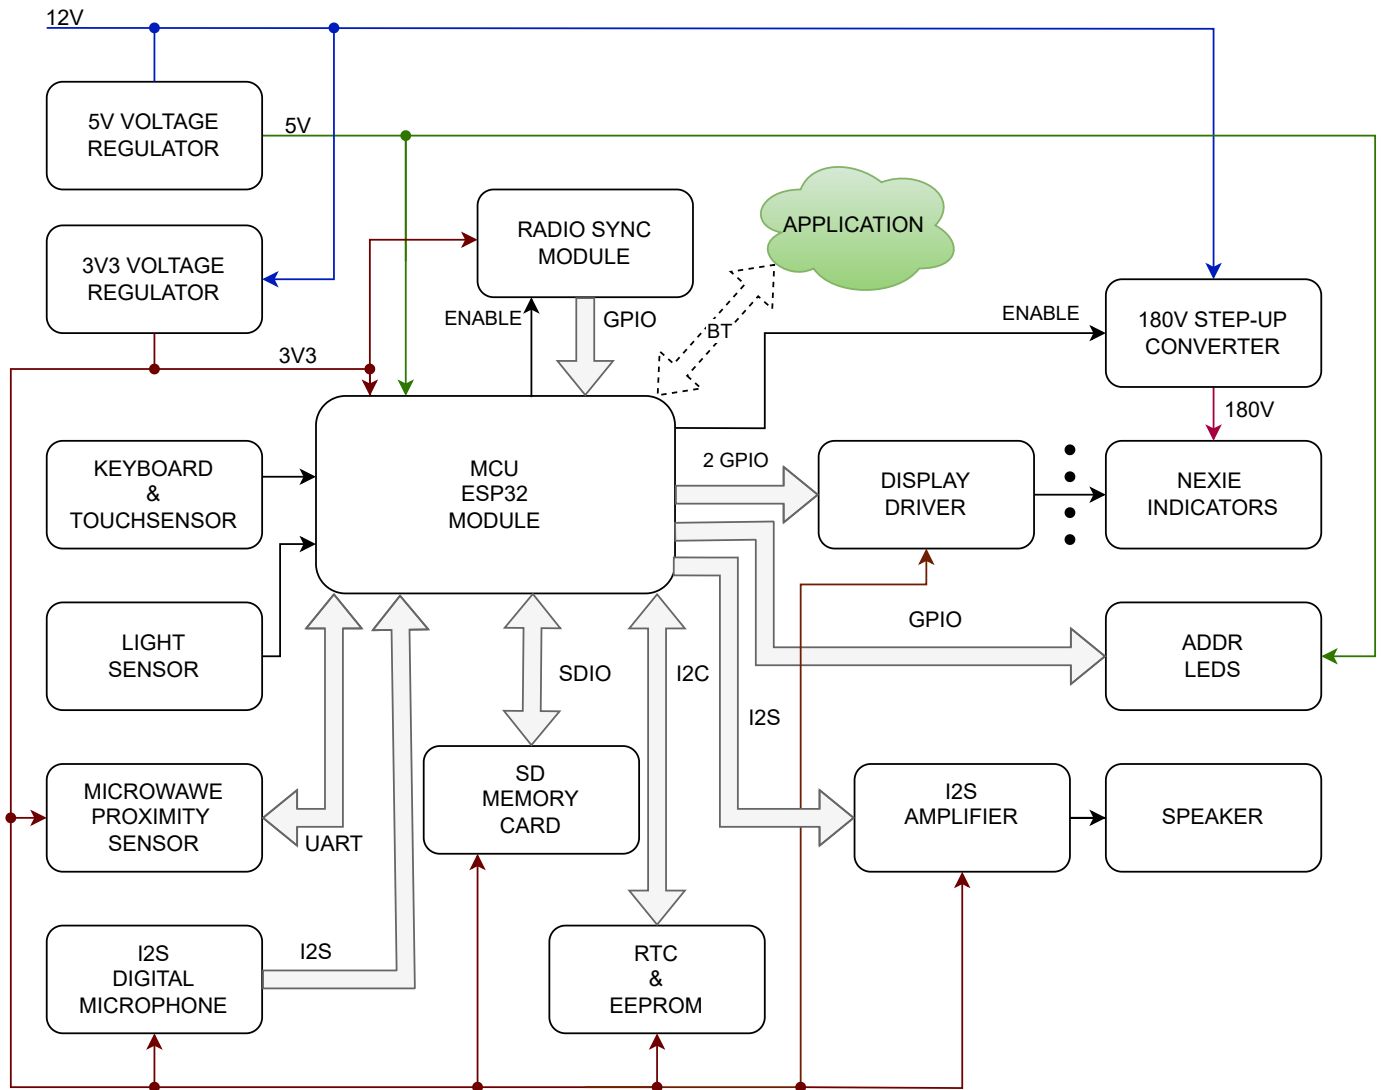 12V
5V VOLTAGE
REGULATOR
5V
3V3 VOLTAGE
REGULATOR
3V3
RADIO SYNC
MODULE
ENABLE
GPIO
APPLICATION
BT
ENABLE
180V STEP-UP
CONVERTER
180V
KEYBOARD
&
TOUCHSENSOR
MCU
ESP32
MODULE
2 GPIO
DISPLAY
DRIVER
NEXIE
INDICATORS
LIGHT
SENSOR
SDIO
I2C
GPIO
ADDR
LEDS
I2S
MICROWAWE
PROXIMITY
SENSOR
UART
SD
MEMORY
CARD
I2S
AMPLIFIER
SPEAKER
I2S
DIGITAL
MICROPHONE
I2S
RTC
&
EEPROM